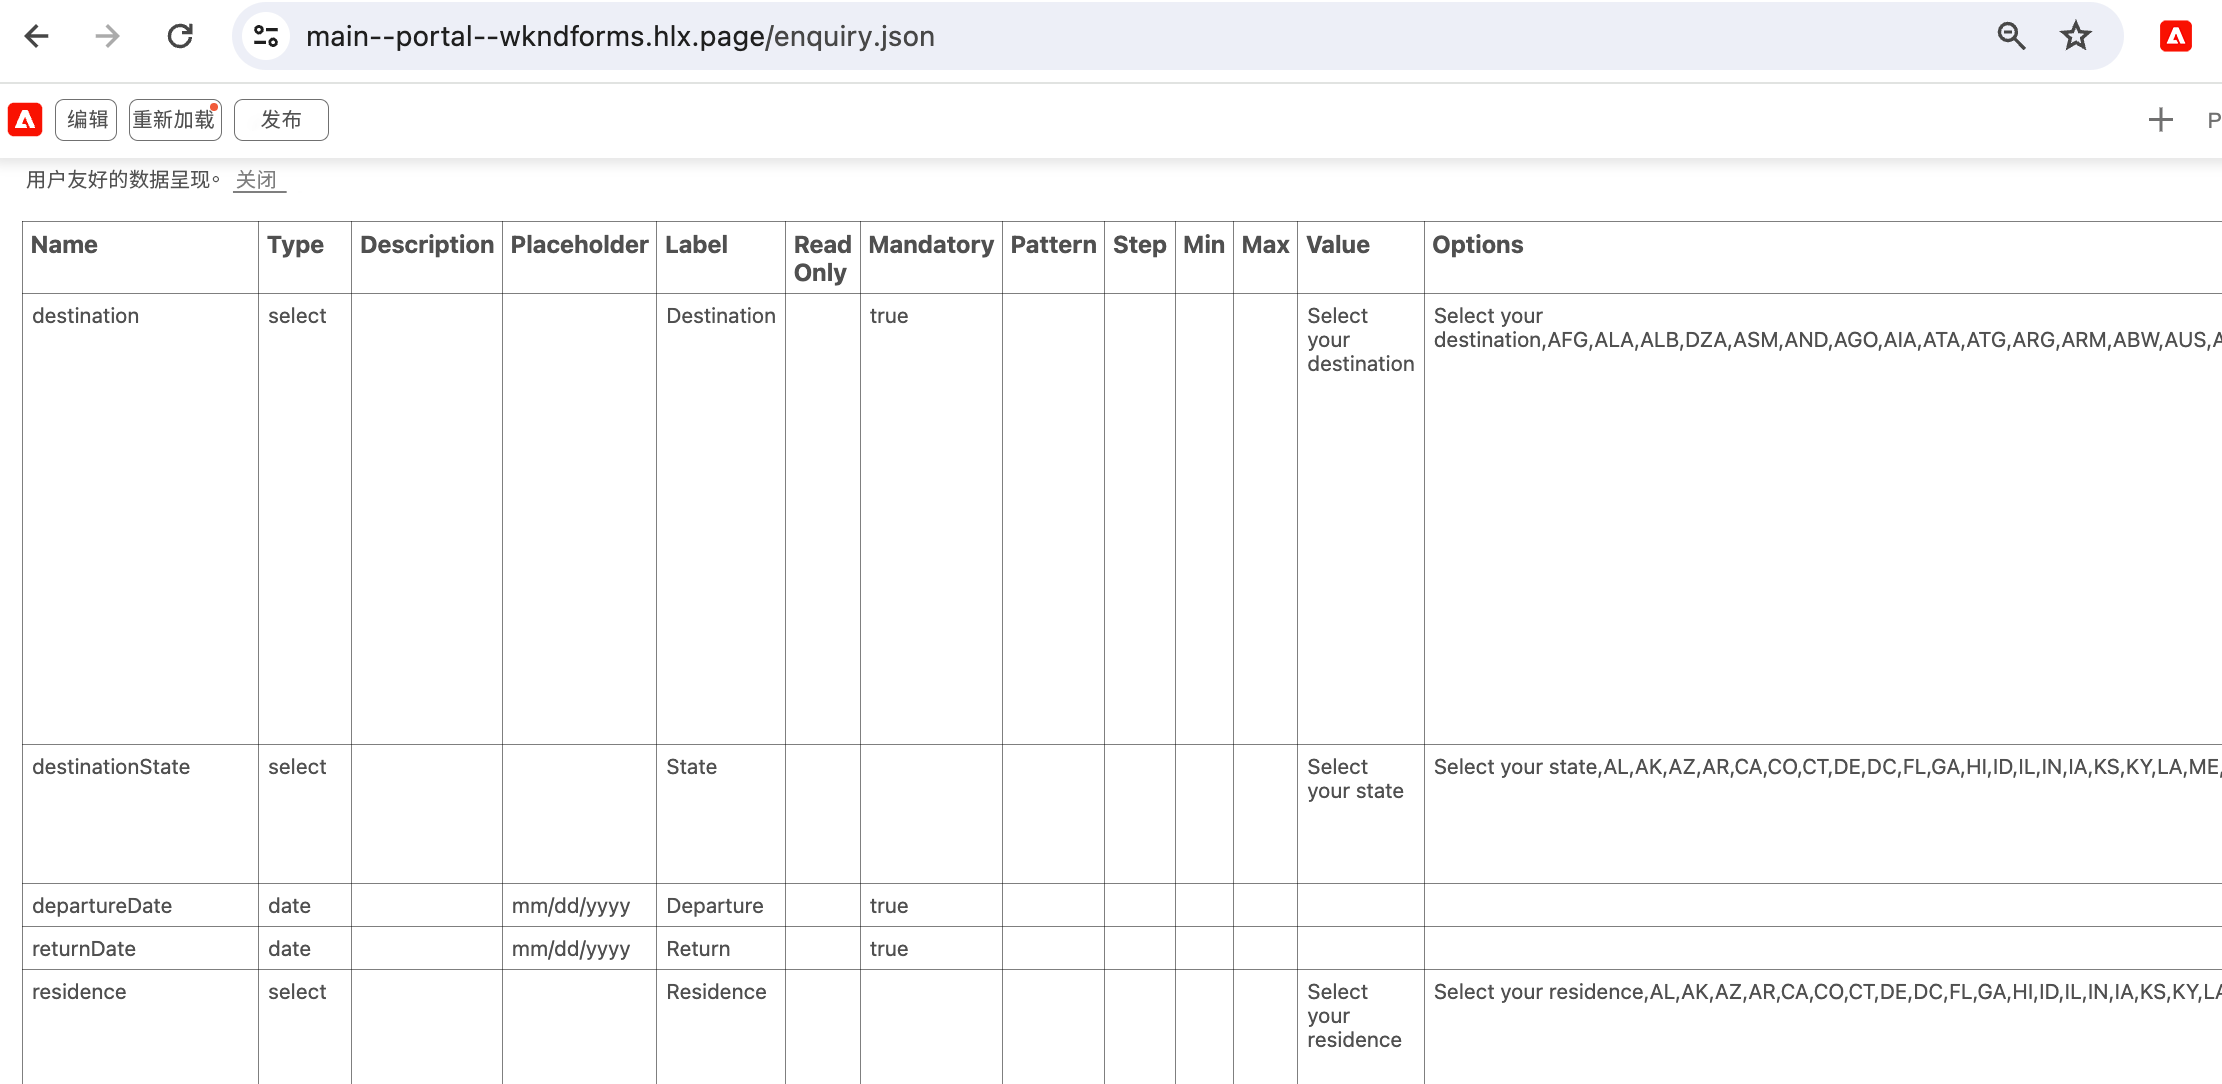 main--portal--wkndforms.hlx.page/enquiry.json
编辑 重新加载 发布 P
用户友好的数据呈现。 关闭
Name Type Description Placeholder Label Read Only Mandatory Pattern Step Min Max Value Options
destination select Destination true Select your destination Select your destination,AFG,ALA,ALB,DZA,ASM,AND,AGO,AIA,ATA,ATG,ARG,ARM,ABW,AUS,A
destinationState select State Select your state Select your state,AL,AK,AZ,AR,CA,CO,CT,DE,DC,FL,GA,HI,ID,IL,IN,IA,KS,KY,LA,ME,
departureDate date mm/dd/yyyy Departure true
returnDate date mm/dd/yyyy Return true
residence select Residence Select your residence Select your residence,AL,AK,AZ,AR,CA,CO,CT,DE,DC,FL,GA,HI,ID,IL,IN,IA,KS,KY,LA